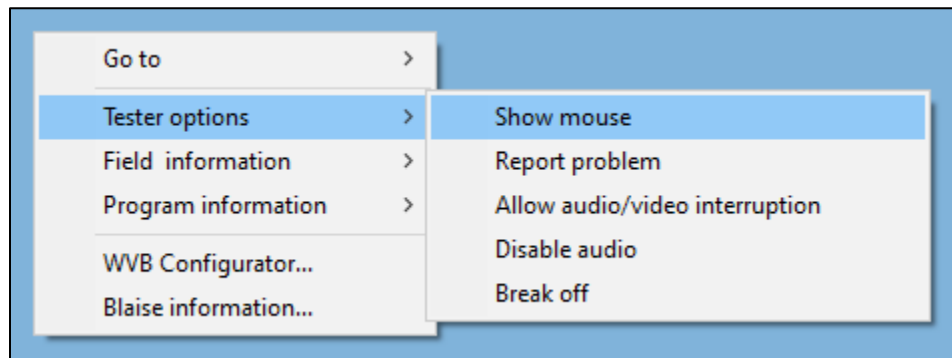 Go to
Tester options
Field  information
Program information
WVB Configurator...
Blaise information...
Show mouse
Report problem
Allow audio/video interruption
Disable audio
Break off